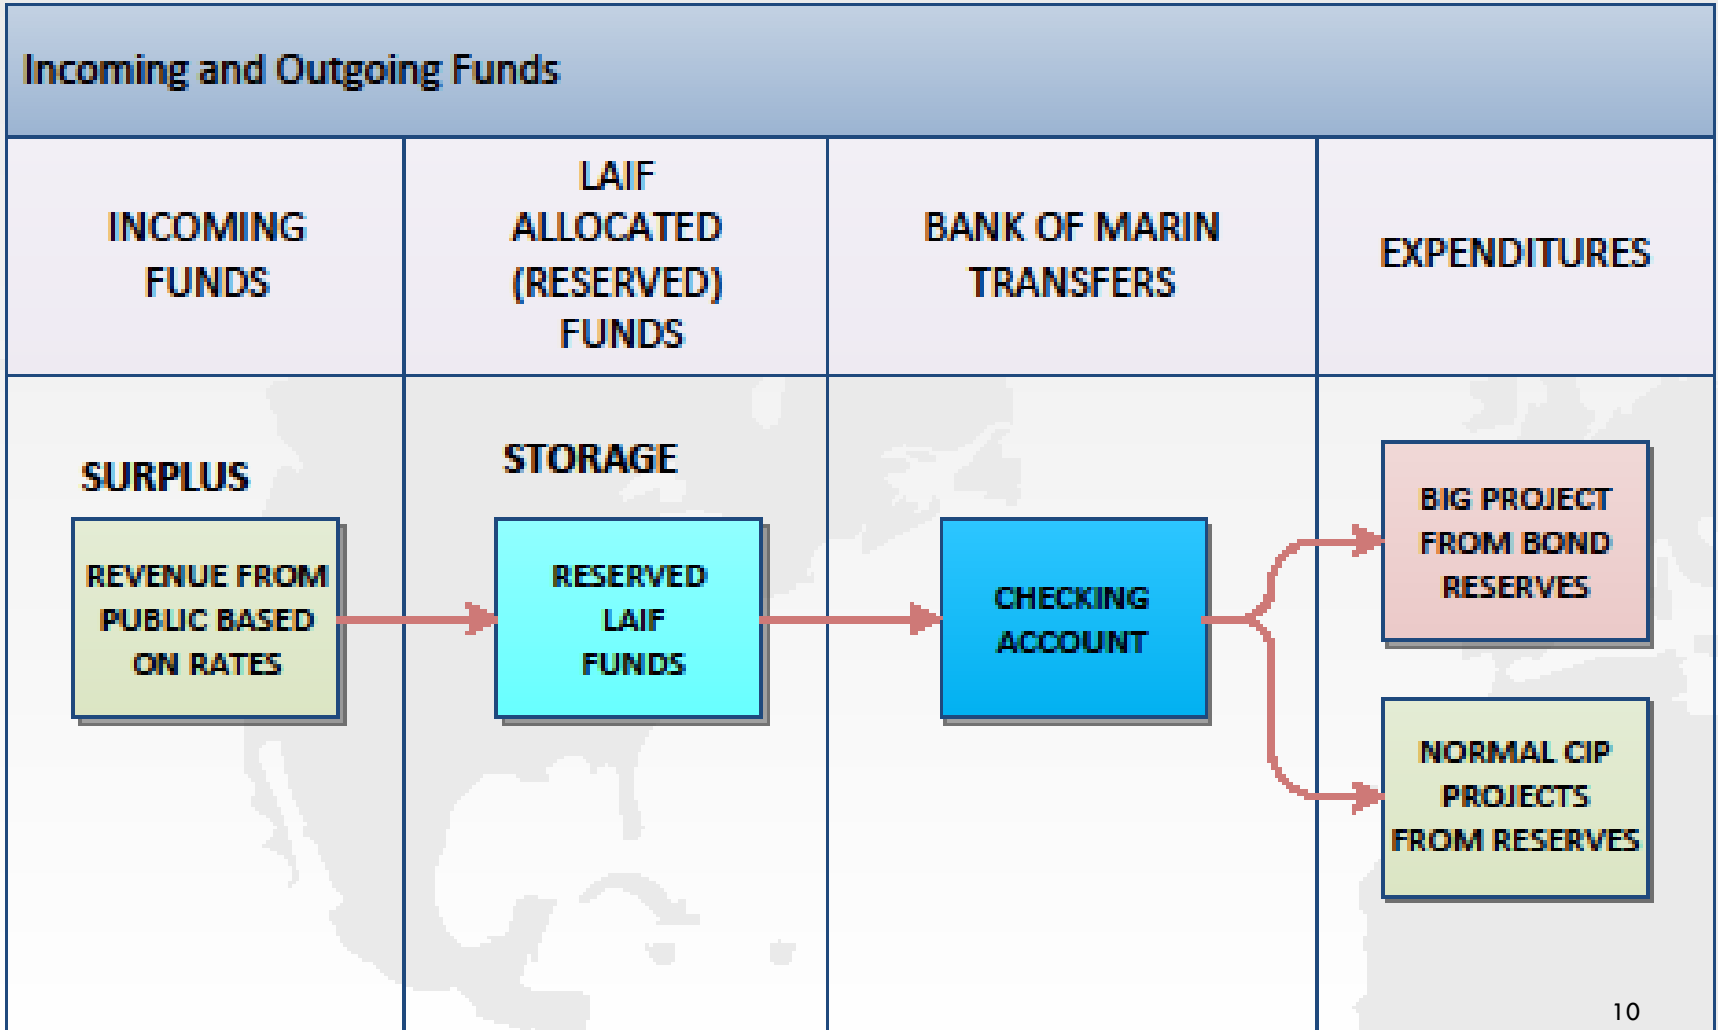 Incoming and Outgoing Funds
INCOMING
FUNDS
LAIF
ALLOCATED
(RESERVED)
FUNDS
BANK OF MARIN
TRANSFERS
EXPENDITURES
SURPLUS
REVENUE FROM
PUBLIC BASED
ON RATES
STORAGE
RESERVED
LAIF
FUNDS
CHECKING
ACCOUNT
BIG PROJECT
FROM BOND
RESERVES
NORMAL CIP
PROJECTS
FROM RESERVES
10